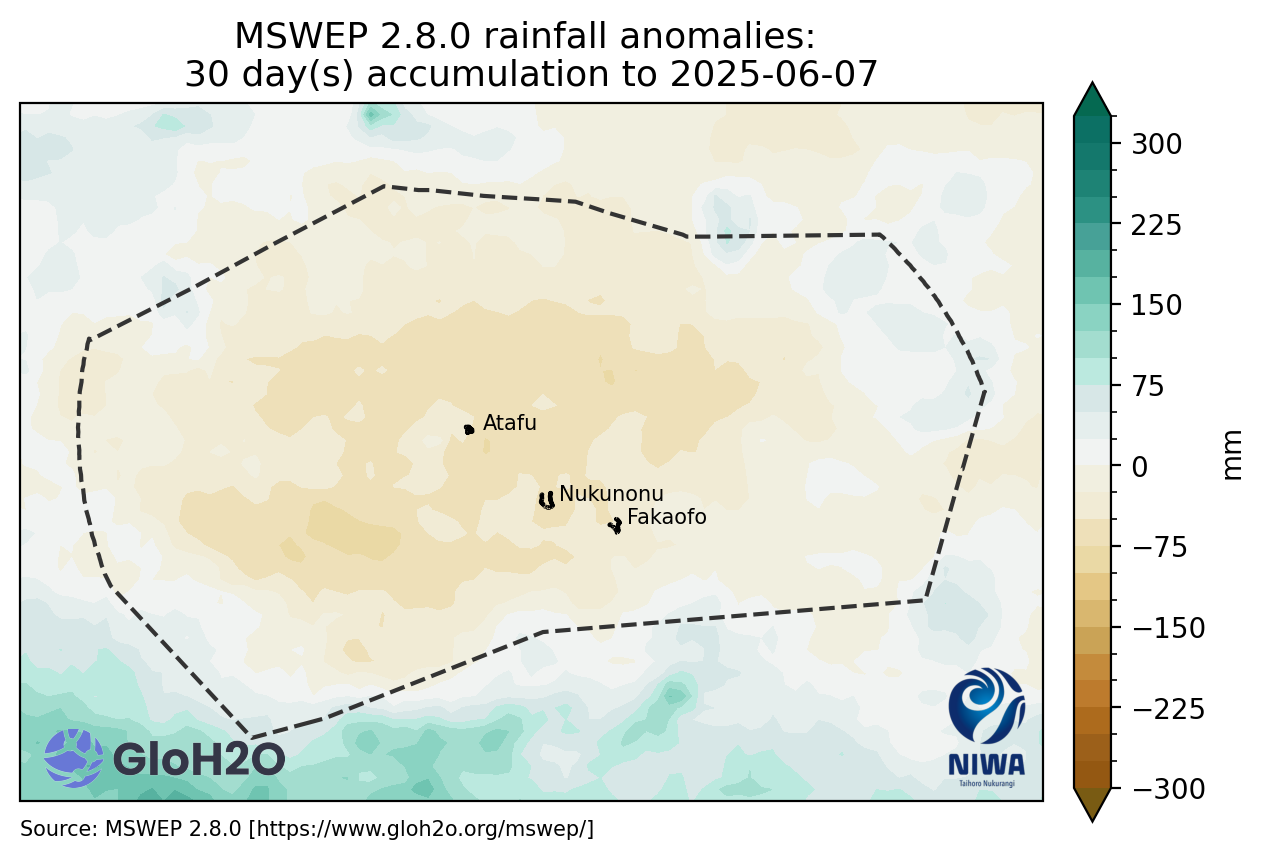 MSWEP 2.8.0 rainfall anomalies:
30 day(s) accumulation to 2025-06-07
300
225
150
75
0
−75
−150
−225
−300
mm
Atafu
Nukunonu
Fakaofo
GloH2O
NIWA
Taihoro Nukurangi
Source: MSWEP 2.8.0 [https://www.gloh2o.org/mswep/]